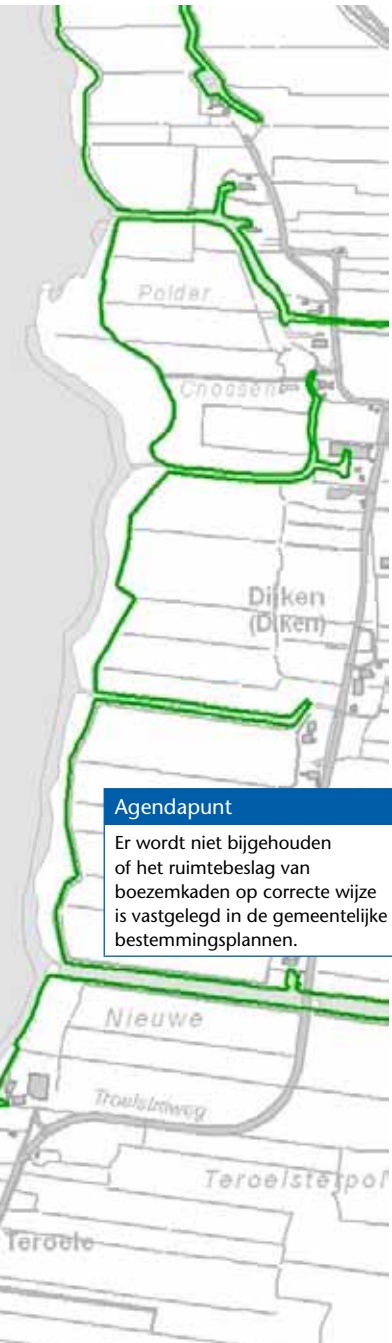 Polder
Cnossen
Dijken
(Diken)
Agendapunt
Er wordt niet bijgehouden
of het ruimtebeslag van
boezemkaden op correcte wijze
is vastgelegd in de gemeentelijke
bestemmingsplannen.
Nieuwe
Troelstraweg
Teroelsterpol
Teroele